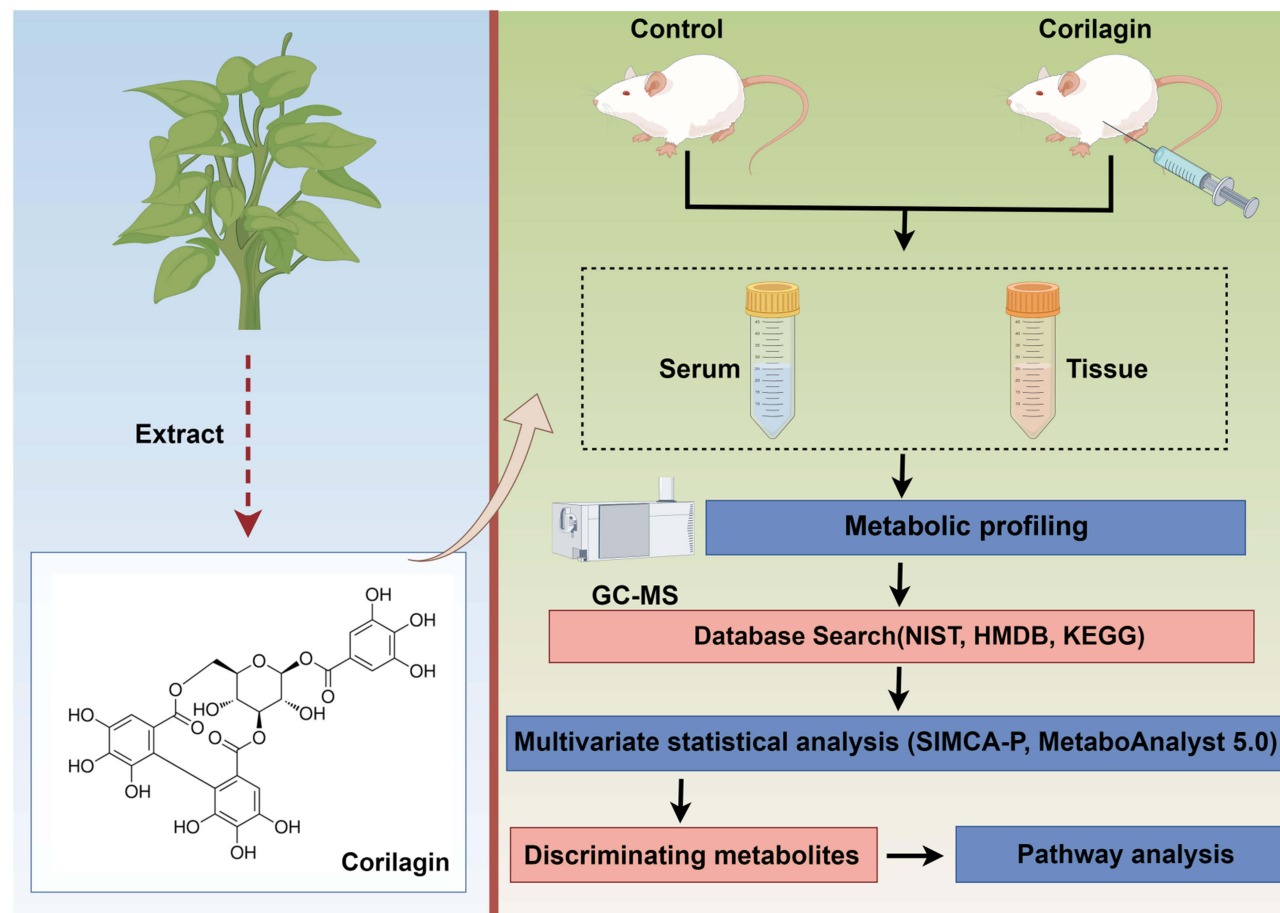 Control
Corilagin
Serum
Tissue
Extract
Metabolic profiling
GC-MS
Database Search(NIST, HMDB, KEGG)
Multivariate statistical analysis (SIMCA-P, MetaboAnalyst 5.0)
Discriminating metabolites
Pathway analysis
OH
OH
OH
O
O
O
O
O
HO
OH
O
O
O
HO
HO
HO
OH
HO
OH
OH
Corilagin